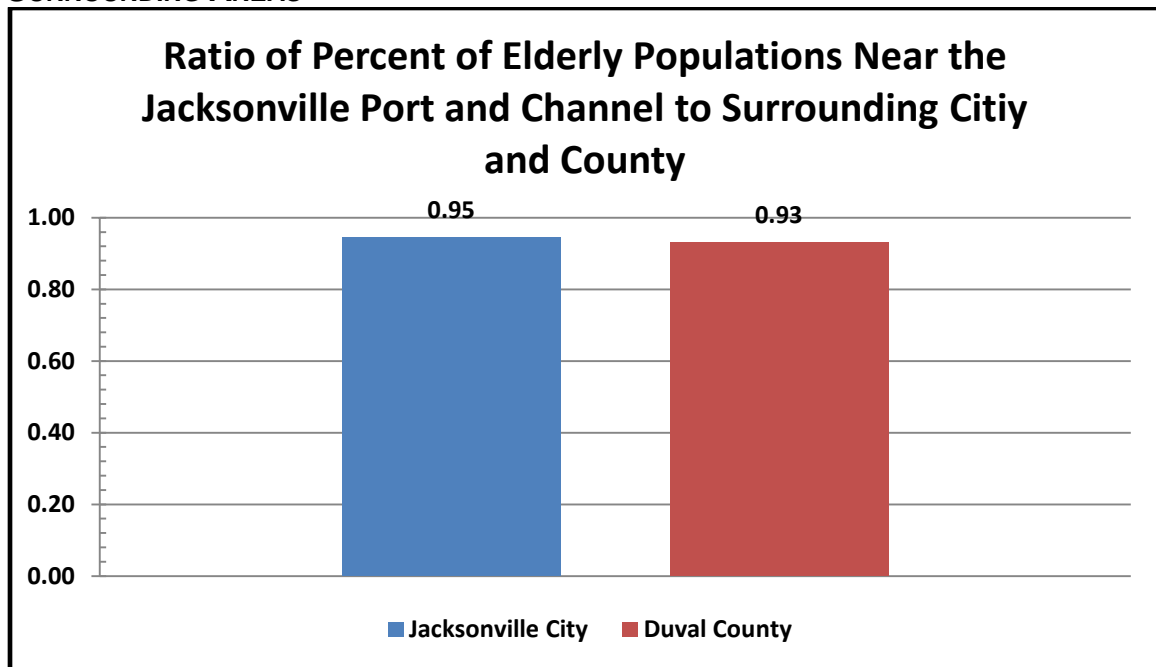 Ratio of Percent of Elderly Populations Near the
Jacksonville Port and Channel to Surrounding Citiy
and County
0.95
0.93
1.00
0.80
0.60
0.40
0.20
0.00
Jacksonville City
Duval County